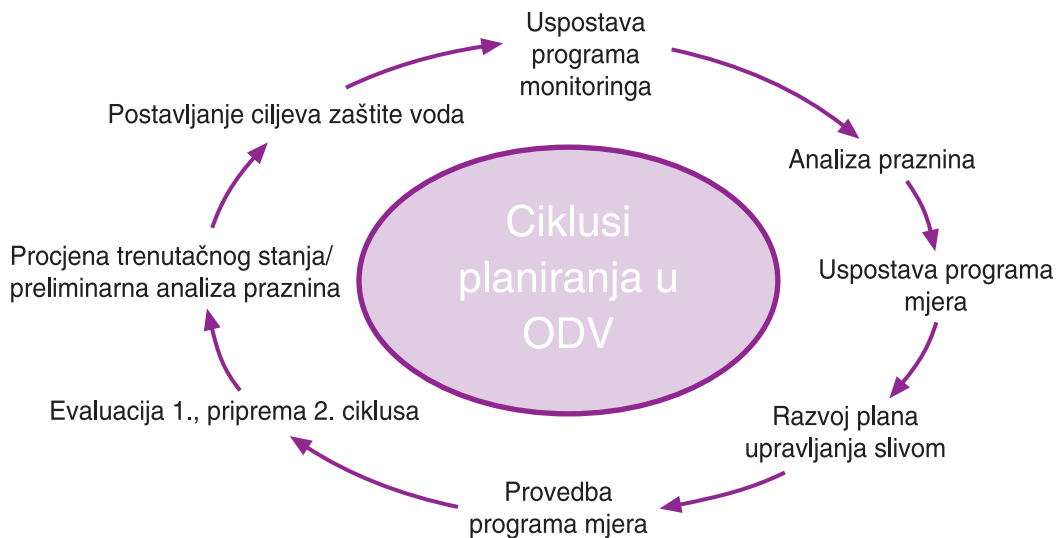 Uspostava
programa
monitoringa
Postavljanje ciljeva zaštite voda
Analiza praznina
Ciklusi
planiranja u
ODV
Procjena trenutačnog stanja/
preliminarna analiza praznina
Uspostava programa
mjera
Evaluacija 1., priprema 2. ciklusa
Razvoj plana
upravljanja slivom
Provedba
programa mjera